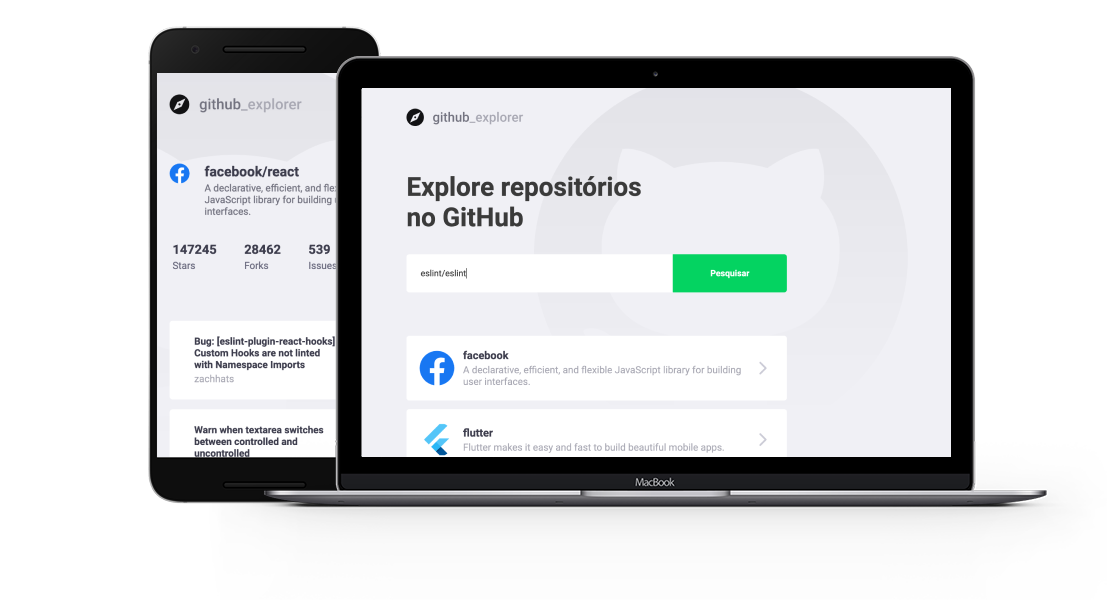 github_explorer
facebook/react
A declarative, efficient, and fle
JavaScript library for building
interfaces.
147245 28462 539
Stars Forks Issues
Bug: [eslint-plugin-react-hooks]
Custom Hooks are not linted
with Namespace Imports
zachhats
Warn when textarea switches
between controlled and
uncontrolled
github_explorer
Explore repositórios
no GitHub
eslint/eslint
Pesquisar
facebook
A declarative, efficient, and flexible JavaScript library for building
user interfaces.
flutter
Flutter makes it easy and fast to build beautiful mobile apps.
MacBook